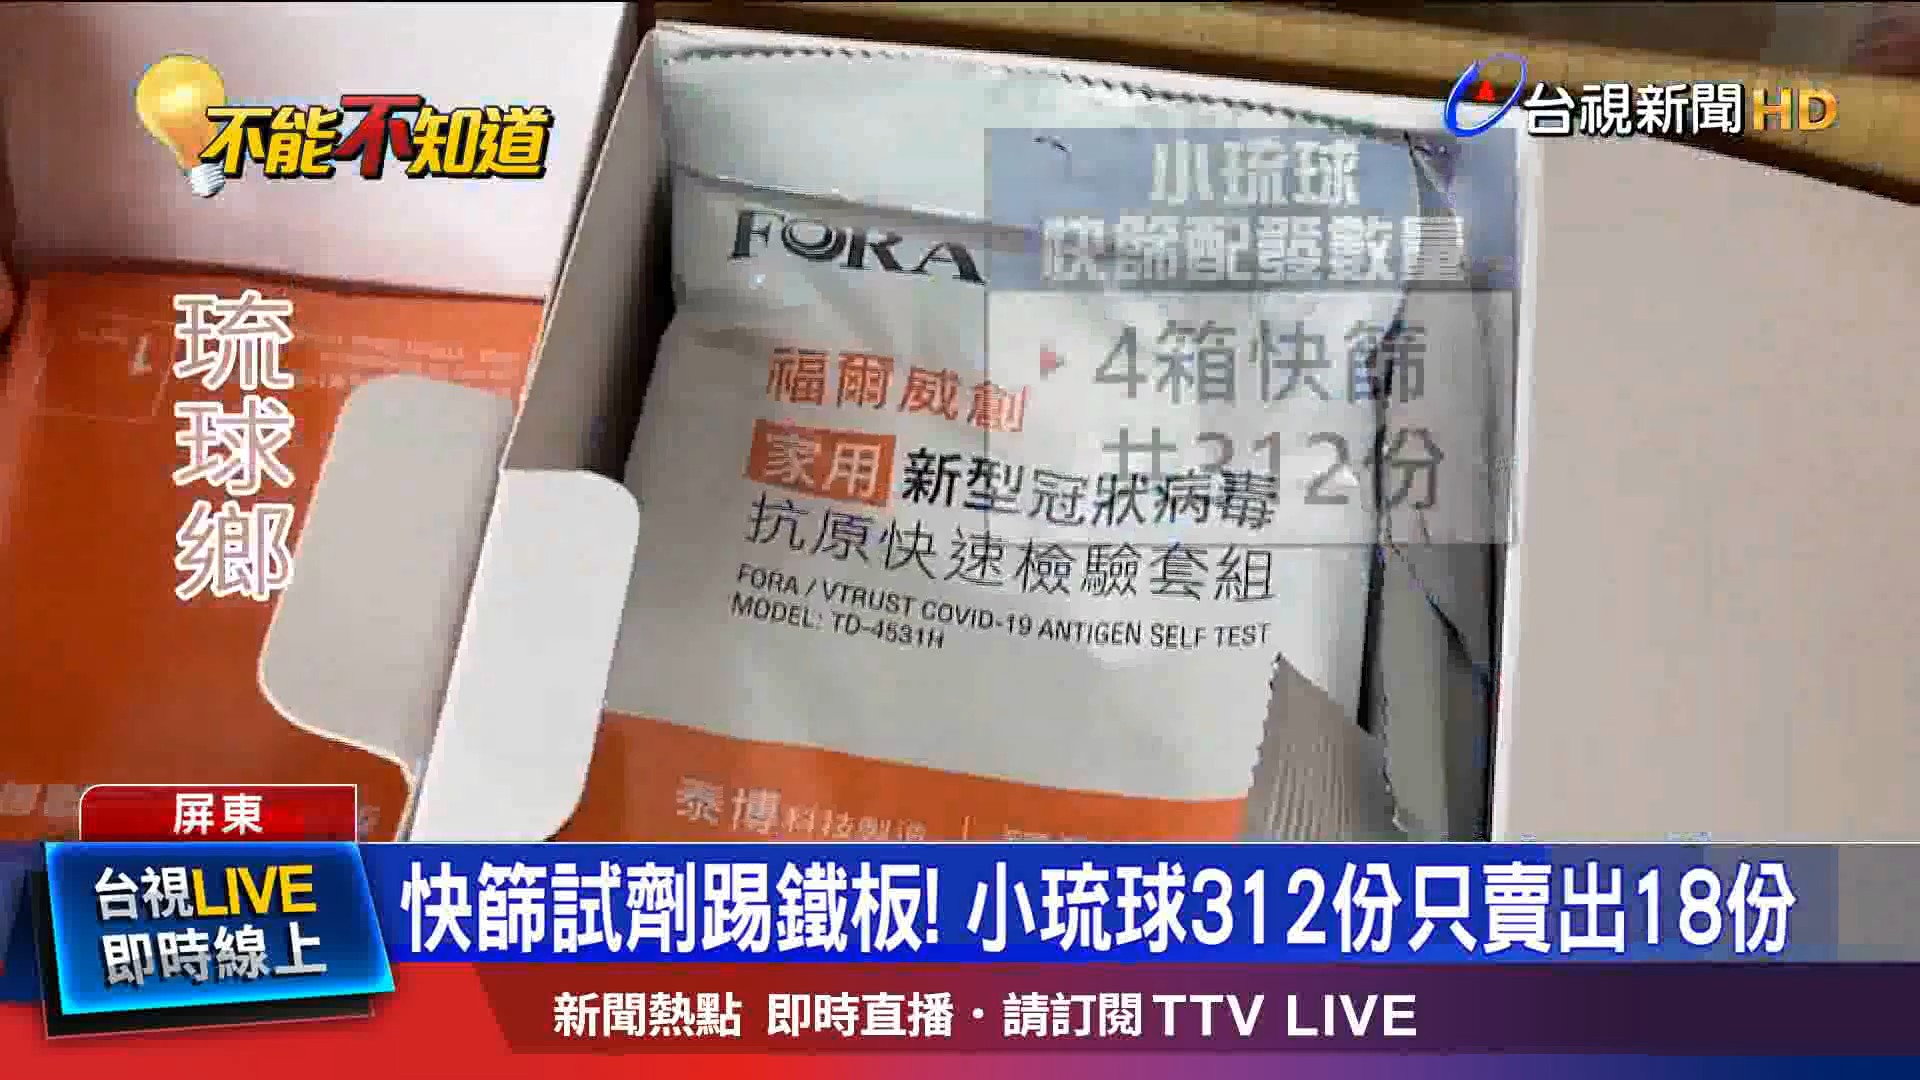 不能不知道
台視新聞HD
小琉球
快篩配發數量
4箱快篩
共312份
琉球鄉
FORA
福爾威創
家用 新型冠狀病毒
抗原快速檢驗套組
FORA / VTRUST COVID-19 ANTIGEN SELF TEST
MODEL: TD-4531H
泰博科技製造
屏東
台視LIVE
即時線上
快篩試劑踢鐵板! 小琉球312份只賣出18份
新聞熱點 即時直播・請訂閱TTV LIVE